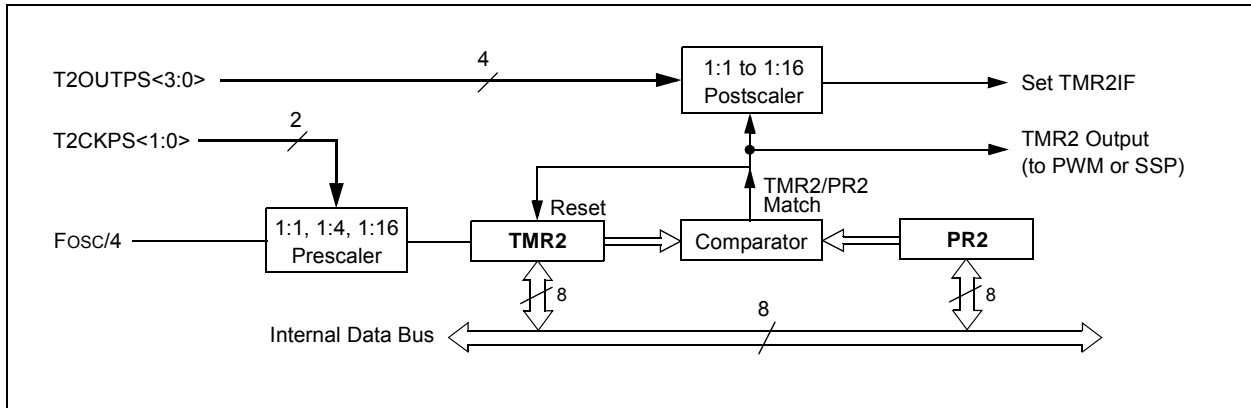 T2OUTPS<3:0>
4
1:1 to 1:16
Postscaler
Set TMR2IF
T2CKPS<1:0>
2
TMR2 Output
(to PWM or SSP)
TMR2/PR2
Match
Reset
FOSC/4
1:1, 1:4, 1:16
Prescaler
TMR2
Comparator
PR2
8
8
8
Internal Data Bus